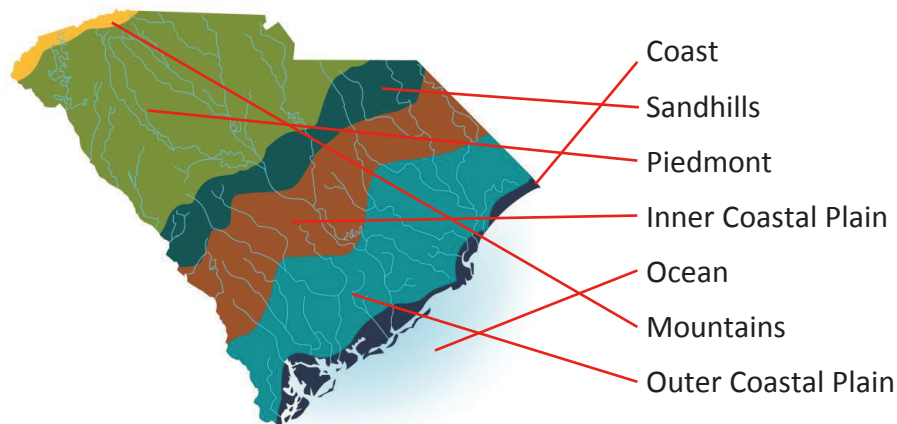 Coast
Sandhills
Piedmont
Inner Coastal Plain
Ocean
Mountains
Outer Coastal Plain